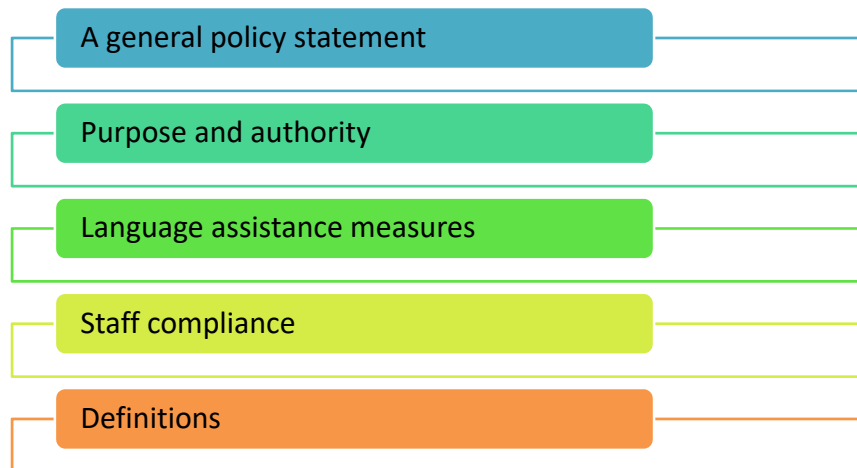 A general policy statement
Purpose and authority
Language assistance measures
Staff compliance
Definitions